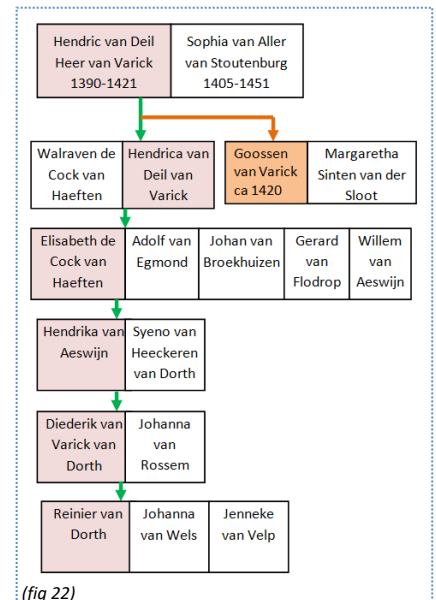 Hendric van Deil
Heer van Varick
1390-1421
Sophia van Aller
van Stoutenburg
1405-1451
Walraven de
Cock van
Haeften
Hendrica van
Deil van
Varick
Goossen
van Varick
ca 1420
Margaretha
Sinten van der
Sloot
Elisabeth de
Cock van
Haeften
Adolf van
Egmond
Johan van
Broekhuizen
Gerard
van
Flodrop
Willem
van
Aeswijn
Hendrika van
Aeswijn
Syeno van
Heeckeren
van Dorth
Diederik van
Varick van
Dorth
Johanna
van
Rossem
Reinier van
Dorth
Johanna
van Wels
Jenneke
van Velp
(fig 22)